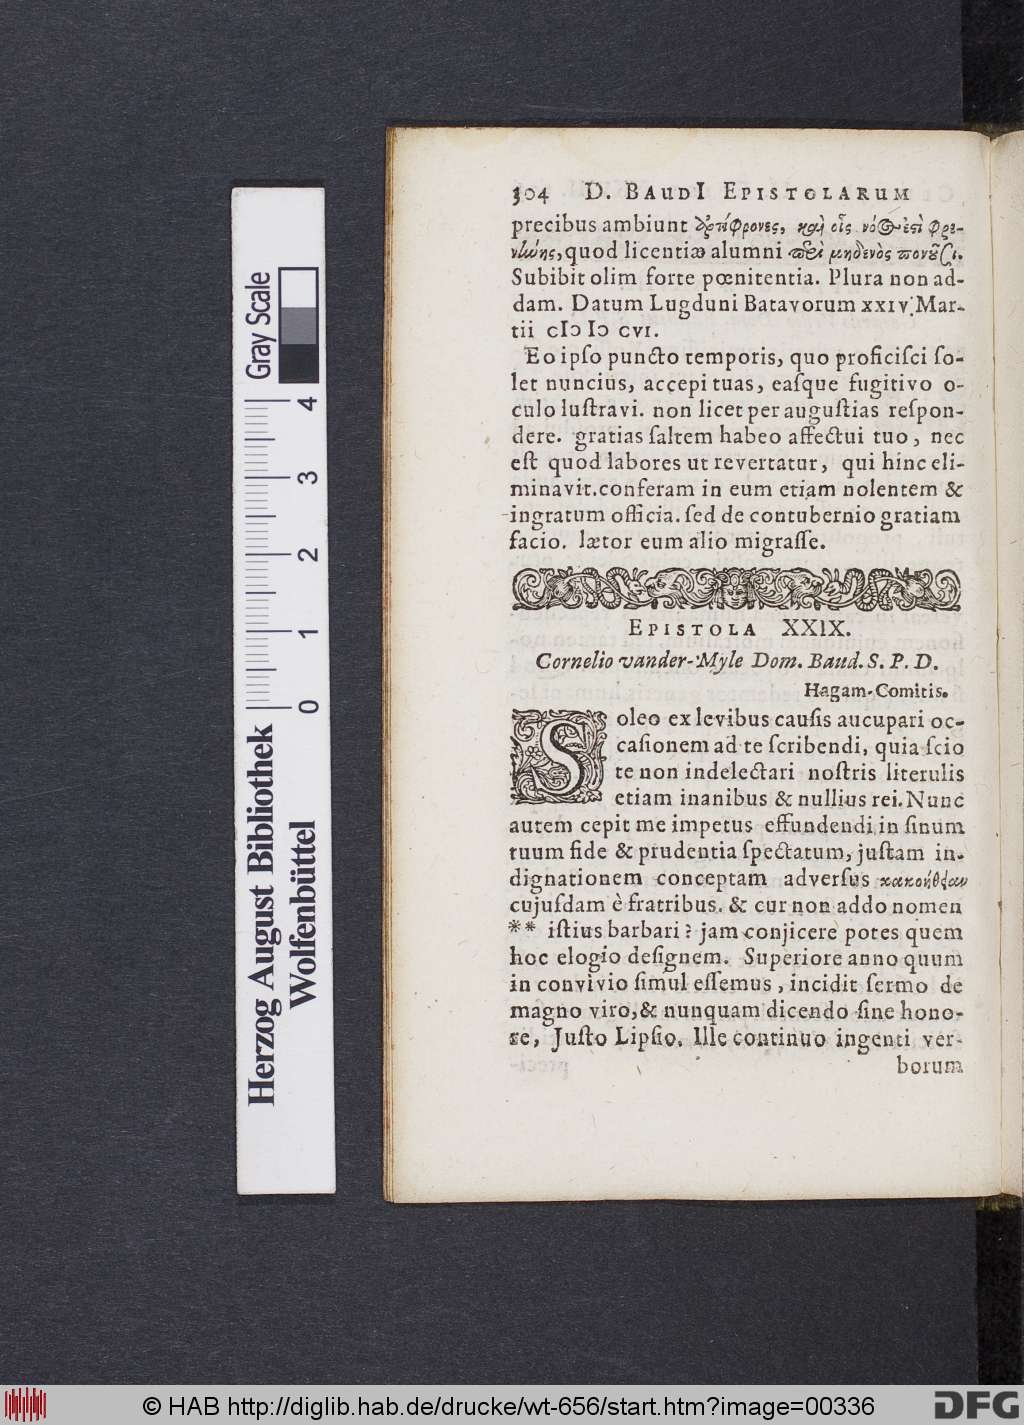 304 D. BAUDI EPISTOLARUM
precibus ambiunt ἀρτίφρονες, καὶ οἷς νόος ἐστὶ φρε-
νώης, quod licentiæ alumni περὶ μηδενὸς ποιοῦσι.
Subibit olim forte pœnitentia. Plura non ad-
dam. Datum Lugduni Batavorum XXIV. Mar-
tii CIↃ IↃ CVI.
Eo ipſo puncto temporis, quo proficiſci ſo-
let nuncius, accepi tuas, eaſque fugitivo o-
culo luſtravi. non licet per auguſtias reſpon-
dere. gratias ſaltem habeo affectui tuo, nec
eſt quod labores ut revertatur, qui hinc eli-
minavit. conferam in eum etiam nolentem &
ingratum officia. ſed de contubernio gratiam
facio. lætor eum alio migraſſe.
EPISTOLA XXIX.
Cornelio vander-Myle Dom. Baud. S. P. D.
Hagam-Comitis.
Soleo ex levibus cauſis aucupari oc-
caſionem ad te ſcribendi, quia ſcio
te non indelectari noſtris literulis
etiam inanibus & nullius rei. Nunc
autem cepit me impetus effundendi in ſinum
tuum fide & prudentia ſpectatum, juſtam in-
dignationem conceptam adverſus κακοήθειαν
cujuſdam è fratribus. & cur non addo nomen
** iſtius barbari? jam conjicere potes quem
hoc elogio deſignem. Superiore anno quum
in convivio ſimul eſſemus, incidit ſermo de
magno viro, & nunquam dicendo ſine hono-
re, Juſto Lipſio. Ille continuo ingenti ver-
borum
Gray Scale
4
3
2
1
0
Herzog August Bibliothek
Wolfenbüttel
© HAB http://diglib.hab.de/drucke/wt-656/start.htm?image=00336
DFG